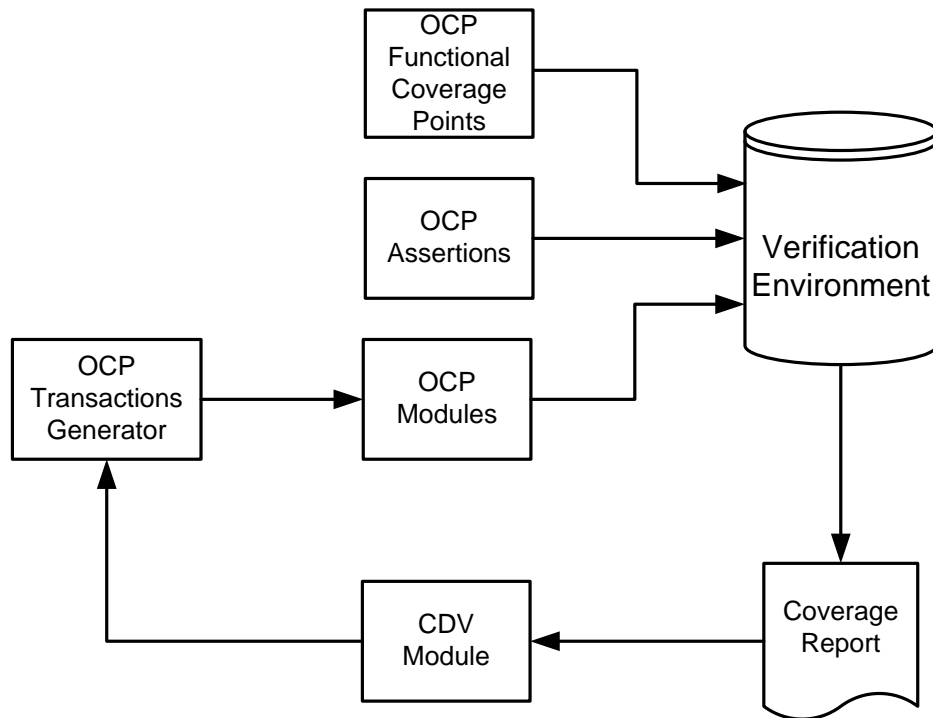 OCP
Functional
Coverage
Points
OCP
Assertions
Verification
Environment
OCP
Transactions
Generator
OCP
Modules
CDV
Module
Coverage
Report